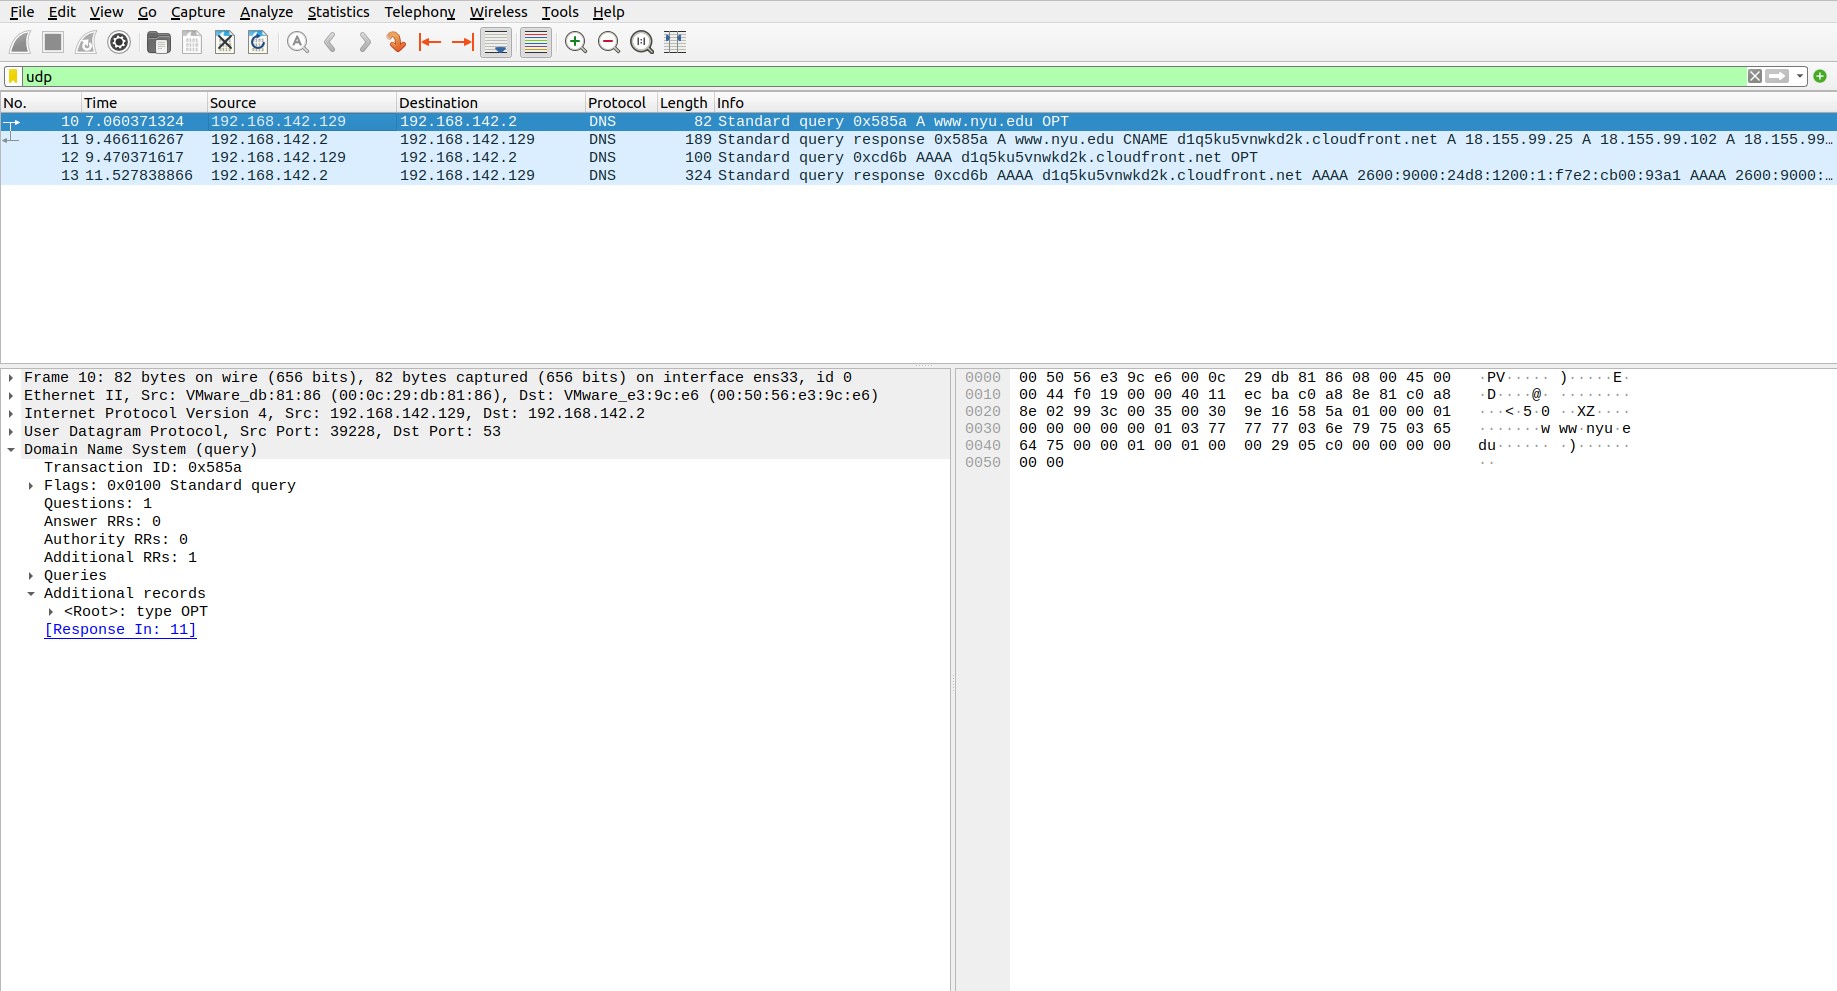 File Edit View Go Capture Analyze Statistics Telephony Wireless Tools Help
udp
No. Time Source Destination Protocol Length Info
10 7.060371324 192.168.142.129 192.168.142.2 DNS 82 Standard query 0x585a A www.nyu.edu OPT
11 9.466116267 192.168.142.2 192.168.142.129 DNS 189 Standard query response 0x585a A www.nyu.edu CNAME d1q5ku5vnwkd2k.cloudfront.net A 18.155.99.25 A 18.155.99.102 A 18.155.99…
12 9.470371617 192.168.142.129 192.168.142.2 DNS 100 Standard query 0xcd6b AAAA d1q5ku5vnwkd2k.cloudfront.net OPT
13 11.527838866 192.168.142.2 192.168.142.129 DNS 324 Standard query response 0xcd6b AAAA d1q5ku5vnwkd2k.cloudfront.net AAAA 2600:9000:24d8:1200:1:f7e2:cb00:93a1 AAAA 2600:9000:…
Frame 10: 82 bytes on wire (656 bits), 82 bytes captured (656 bits) on interface ens33, id 0
Ethernet II, Src: VMware_db:81:86 (00:0c:29:db:81:86), Dst: VMware_e3:9c:e6 (00:50:56:e3:9c:e6)
Internet Protocol Version 4, Src: 192.168.142.129, Dst: 192.168.142.2
User Datagram Protocol, Src Port: 39228, Dst Port: 53
Domain Name System (query)
Transaction ID: 0x585a
Flags: 0x0100 Standard query
Questions: 1
Answer RRs: 0
Authority RRs: 0
Additional RRs: 1
Queries
Additional records
<Root>: type OPT
[Response In: 11]
0000 00 50 56 e3 9c e6 00 0c 29 db 81 86 08 00 45 00 ·PV····· )·····E·
0010 00 44 f0 19 00 00 40 11 ec ba c0 a8 8e 81 c0 a8 ·D····@· ········
0020 8e 02 99 3c 00 35 00 30 9e 16 58 5a 01 00 00 01 ···<·5·0 ··XZ····
0030 00 00 00 00 00 01 03 77 77 77 03 6e 79 75 03 65 ·······w ww·nyu·e
0040 64 75 00 00 01 00 01 00 00 29 05 c0 00 00 00 00 du······ ·)······
0050 00 00 ··